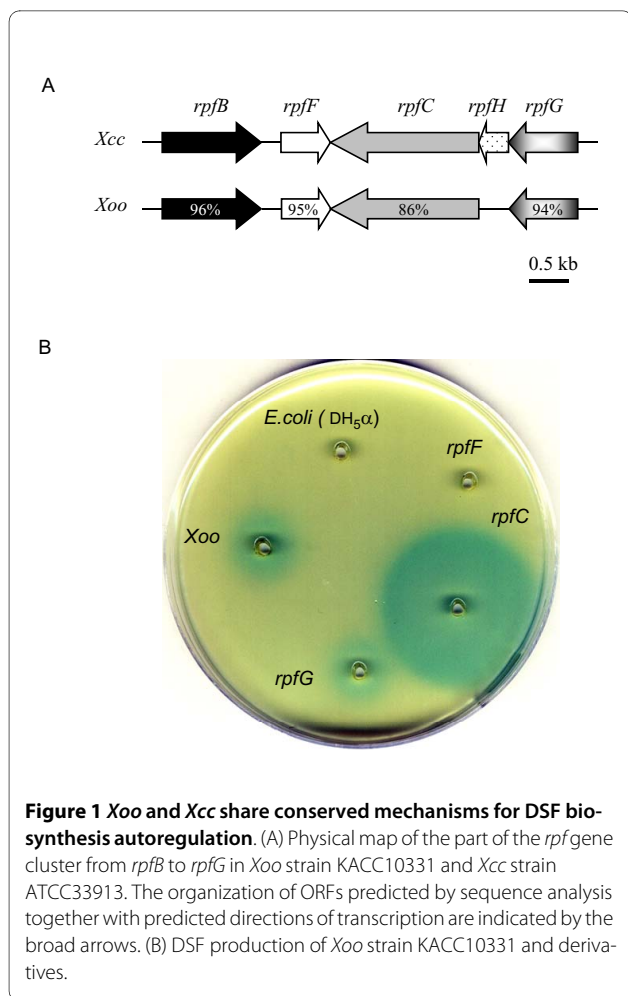 A
rpfB rpfF rpfC rpfH rpfG
Xcc
Xoo 96% 95% 86% 94%
0.5 kb
B
E.coli ( DH5α)
rpfF
rpfC
Xoo
rpfG
Figure 1 Xoo and Xcc share conserved mechanisms for DSF bio-
synthesis autoregulation. (A) Physical map of the part of the rpf gene
cluster from rpfB to rpfG in Xoo strain KACC10331 and Xcc strain
ATCC33913. The organization of ORFs predicted by sequence analysis
together with predicted directions of transcription are indicated by the
broad arrows. (B) DSF production of Xoo strain KACC10331 and deriva-
tives.